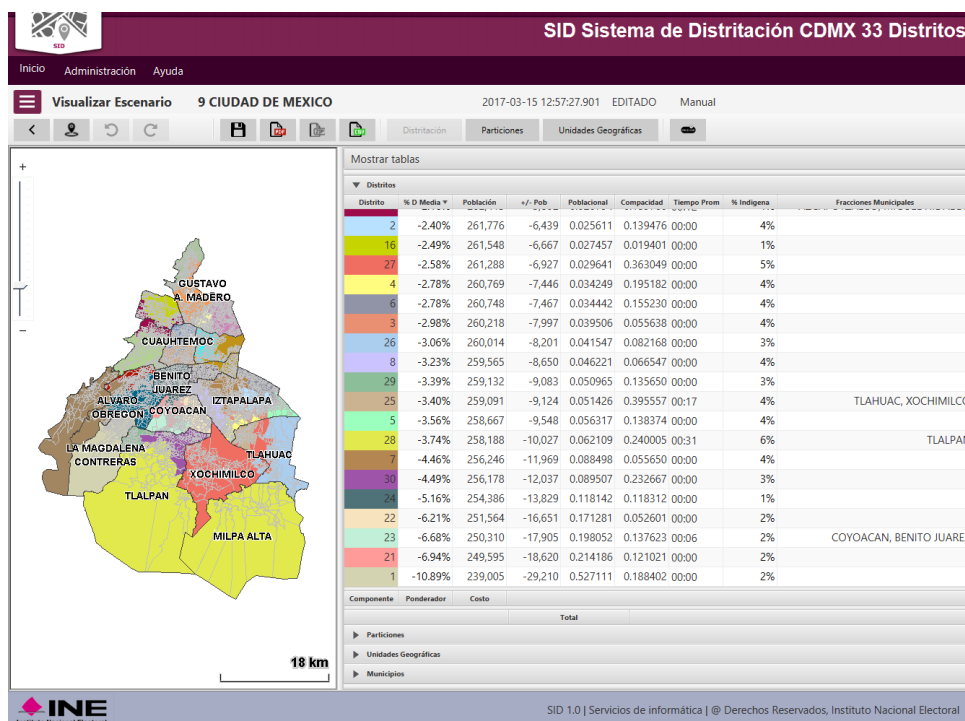 SID
SID Sistema de Distritación CDMX 33 Distritos
Inicio Administración Ayuda
Visualizar Escenario 9 CIUDAD DE MEXICO 2017-03-15 12:57:27.901 EDITADO Manual
Distritación Particiones Unidades Geográficas
Mostrar tablas
Distritos
Distrito % D Media ▼ Población +/- Pob Poblacional Compacidad Tiempo Prom % Indigena Fracciones Municipales
2 -2.40% 261,776 -6,439 0.025611 0.139476 00:00 4%
16 -2.49% 261,548 -6,667 0.027457 0.019401 00:00 1%
27 -2.58% 261,288 -6,927 0.029641 0.363049 00:00 5%
4 -2.78% 260,769 -7,446 0.034249 0.195182 00:00 4%
6 -2.78% 260,748 -7,467 0.034442 0.155230 00:00 4%
3 -2.98% 260,218 -7,997 0.039506 0.055638 00:00 4%
26 -3.06% 260,014 -8,201 0.041547 0.082168 00:00 3%
8 -3.23% 259,565 -8,650 0.046221 0.066547 00:00 4%
29 -3.39% 259,132 -9,083 0.050965 0.135650 00:00 3%
25 -3.40% 259,091 -9,124 0.051426 0.395557 00:17 4% TLAHUAC, XOCHIMILCO
5 -3.56% 258,667 -9,548 0.056317 0.138374 00:00 4%
28 -3.74% 258,188 -10,027 0.062109 0.240005 00:31 6% TLALPAN
7 -4.46% 256,246 -11,969 0.088498 0.055650 00:00 4%
30 -4.49% 256,178 -12,037 0.089507 0.232667 00:00 3%
24 -5.16% 254,386 -13,829 0.118142 0.118312 00:00 1%
22 -6.21% 251,564 -16,651 0.171281 0.052601 00:00 2%
23 -6.68% 250,310 -17,905 0.198052 0.137623 00:06 2% COYOACAN, BENITO JUAREZ
21 -6.94% 249,595 -18,620 0.214186 0.121021 00:00 2%
1 -10.89% 239,005 -29,210 0.527111 0.188402 00:00 2%
Componente Ponderador Costo
Total
Particiones
Unidades Geográficas
Municipios
GUSTAVO
A. MADERO
CUAUHTEMOC
BENITO
JUAREZ
ALVARO
OBREGON
COYOACAN
IZTAPALAPA
LA MAGDALENA
CONTRERAS
TLAHUAC
XOCHIMILCO
TLALPAN
MILPA ALTA
18 km
INE
SID 1.0 | Servicios de informática | @ Derechos Reservados, Instituto Nacional Electoral